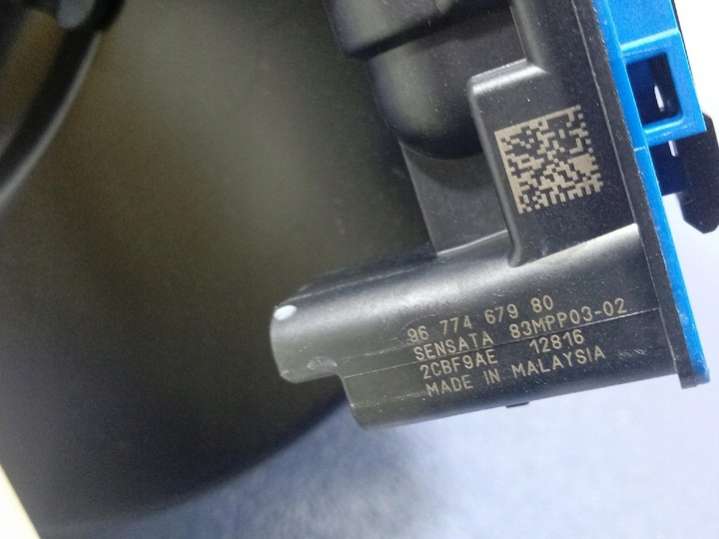 96 774 679 80
SENSATA 83MPP03-02
2CBF9AE 12816
MADE IN MALAYSIA